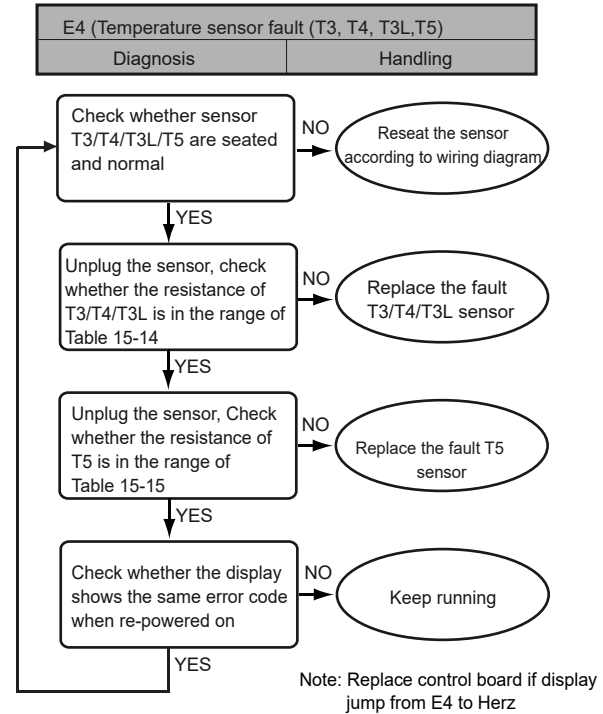 E4 (Temperature sensor fault (T3, T4, T3L,T5)
Diagnosis
Handling
Check whether sensor
T3/T4/T3L/T5 are seated
and normal
NO
Reseat the sensor
according to wiring diagram
YES
Unplug the sensor, check
whether the resistance of
T3/T4/T3L is in the range of
Table 15-14
NO
Replace the fault
T3/T4/T3L sensor
YES
Unplug the sensor, Check
whether the resistance of
T5 is in the range of
Table 15-15
NO
Replace the fault T5
sensor
YES
Check whether the display
shows the same error code
when re-powered on
NO
Keep running
YES
Note: Replace control board if display
jump from E4 to Herz